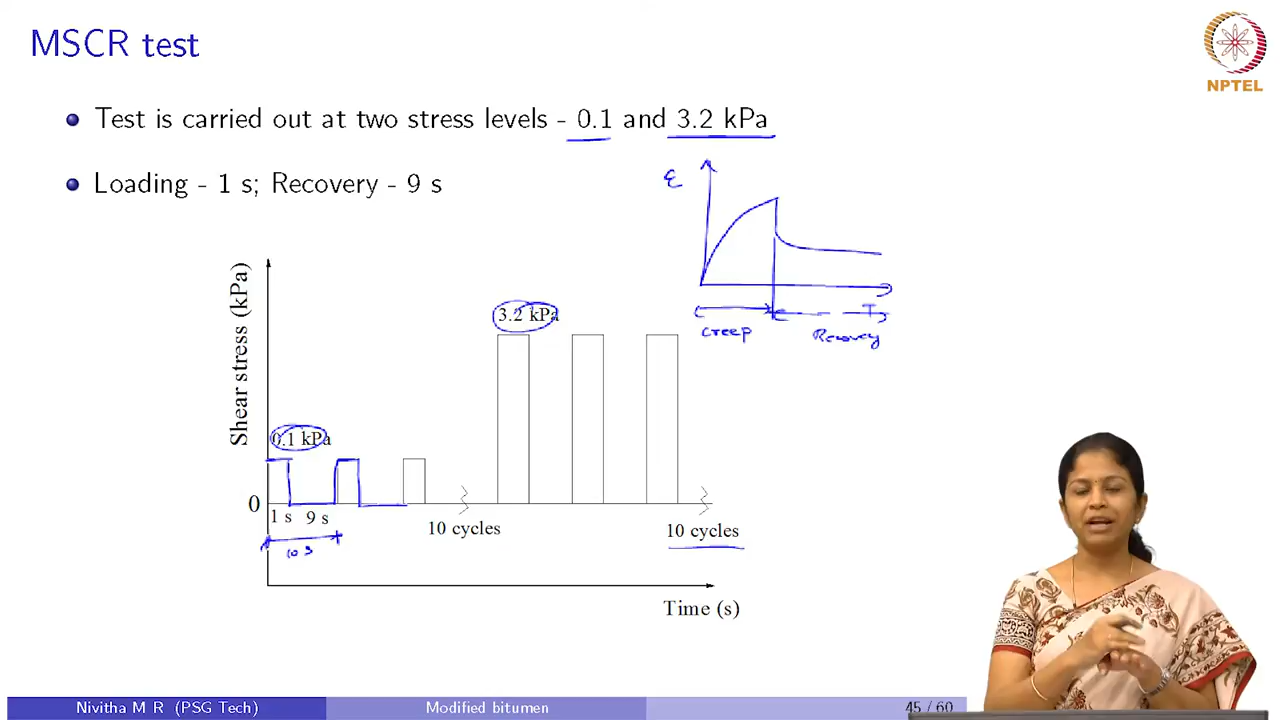 MSCR test
NPTEL
Test is carried out at two stress levels - 0.1 and 3.2 kPa
Loading - 1 s; Recovery - 9 s
ε
T
Creep
Recovery
Shear stress (kPa)
3.2 kPa
0.1 kPa
0
1 s 9 s
10 s
10 cycles
10 cycles
Time (s)
Nivitha M R (PSG Tech) Modified bitumen 45 / 60